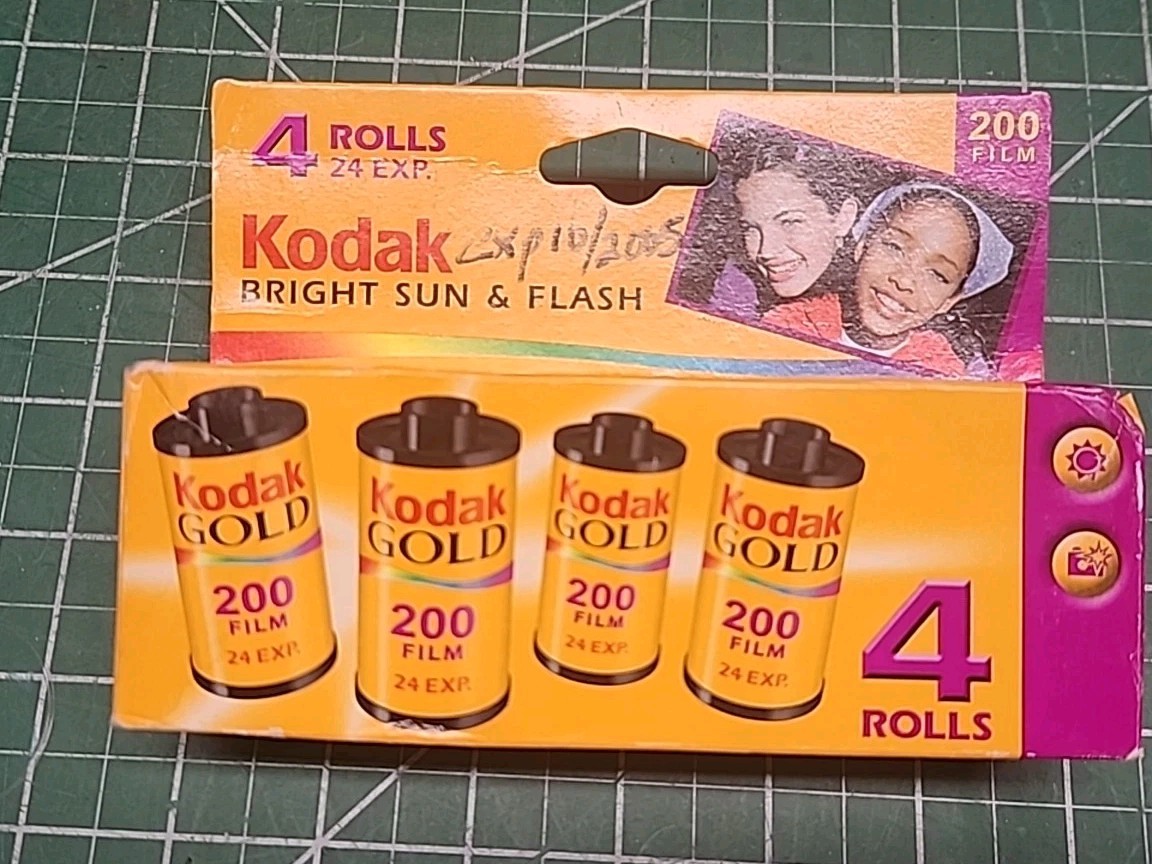 4 ROLLS
24 EXP.
200
FILM
Kodak Exp 10/2005
BRIGHT SUN & FLASH
Kodak
GOLD
200
FILM
24 EXP.
Kodak
GOLD
200
FILM
24 EXP.
Kodak
GOLD
200
FILM
24 EXP.
Kodak
GOLD
200
FILM
24 EXP.
4
ROLLS